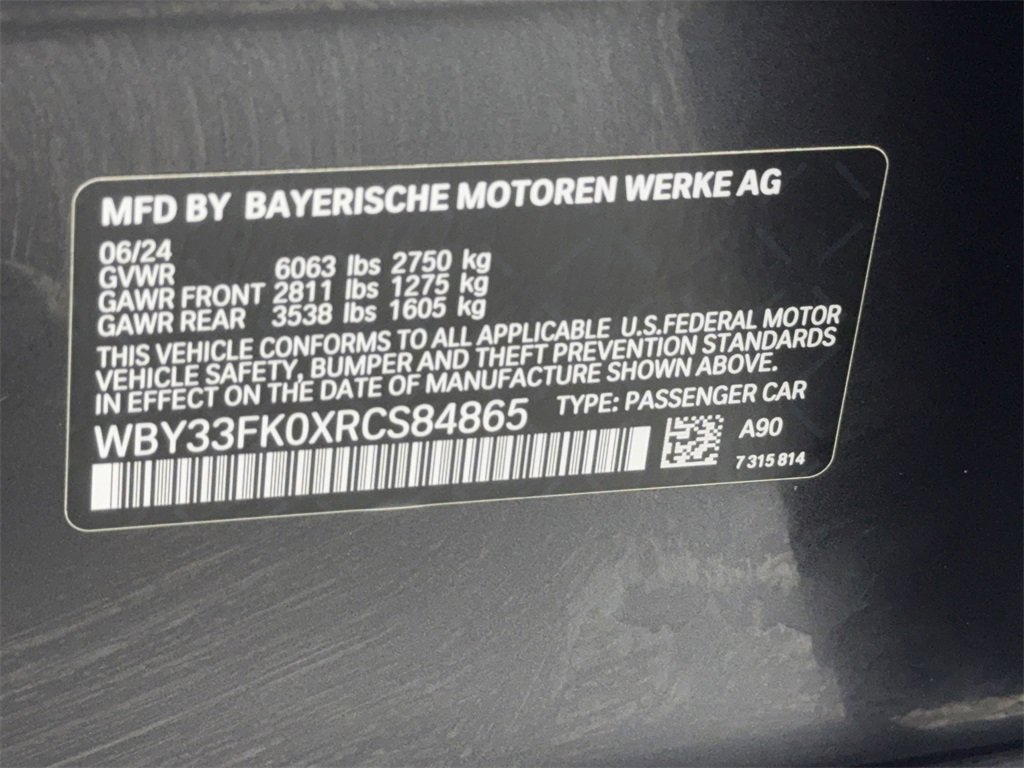 MFD BY BAYERISCHE MOTOREN WERKE AG
06/24
GVWR 6063 lbs 2750 kg
GAWR FRONT 2811 lbs 1275 kg
GAWR REAR 3538 lbs 1605 kg
THIS VEHICLE CONFORMS TO ALL APPLICABLE U.S.FEDERAL MOTOR
VEHICLE SAFETY, BUMPER AND THEFT PREVENTION STANDARDS
IN EFFECT ON THE DATE OF MANUFACTURE SHOWN ABOVE.
WBY33FK0XRCS84865 TYPE: PASSENGER CAR
A90
7 315 814